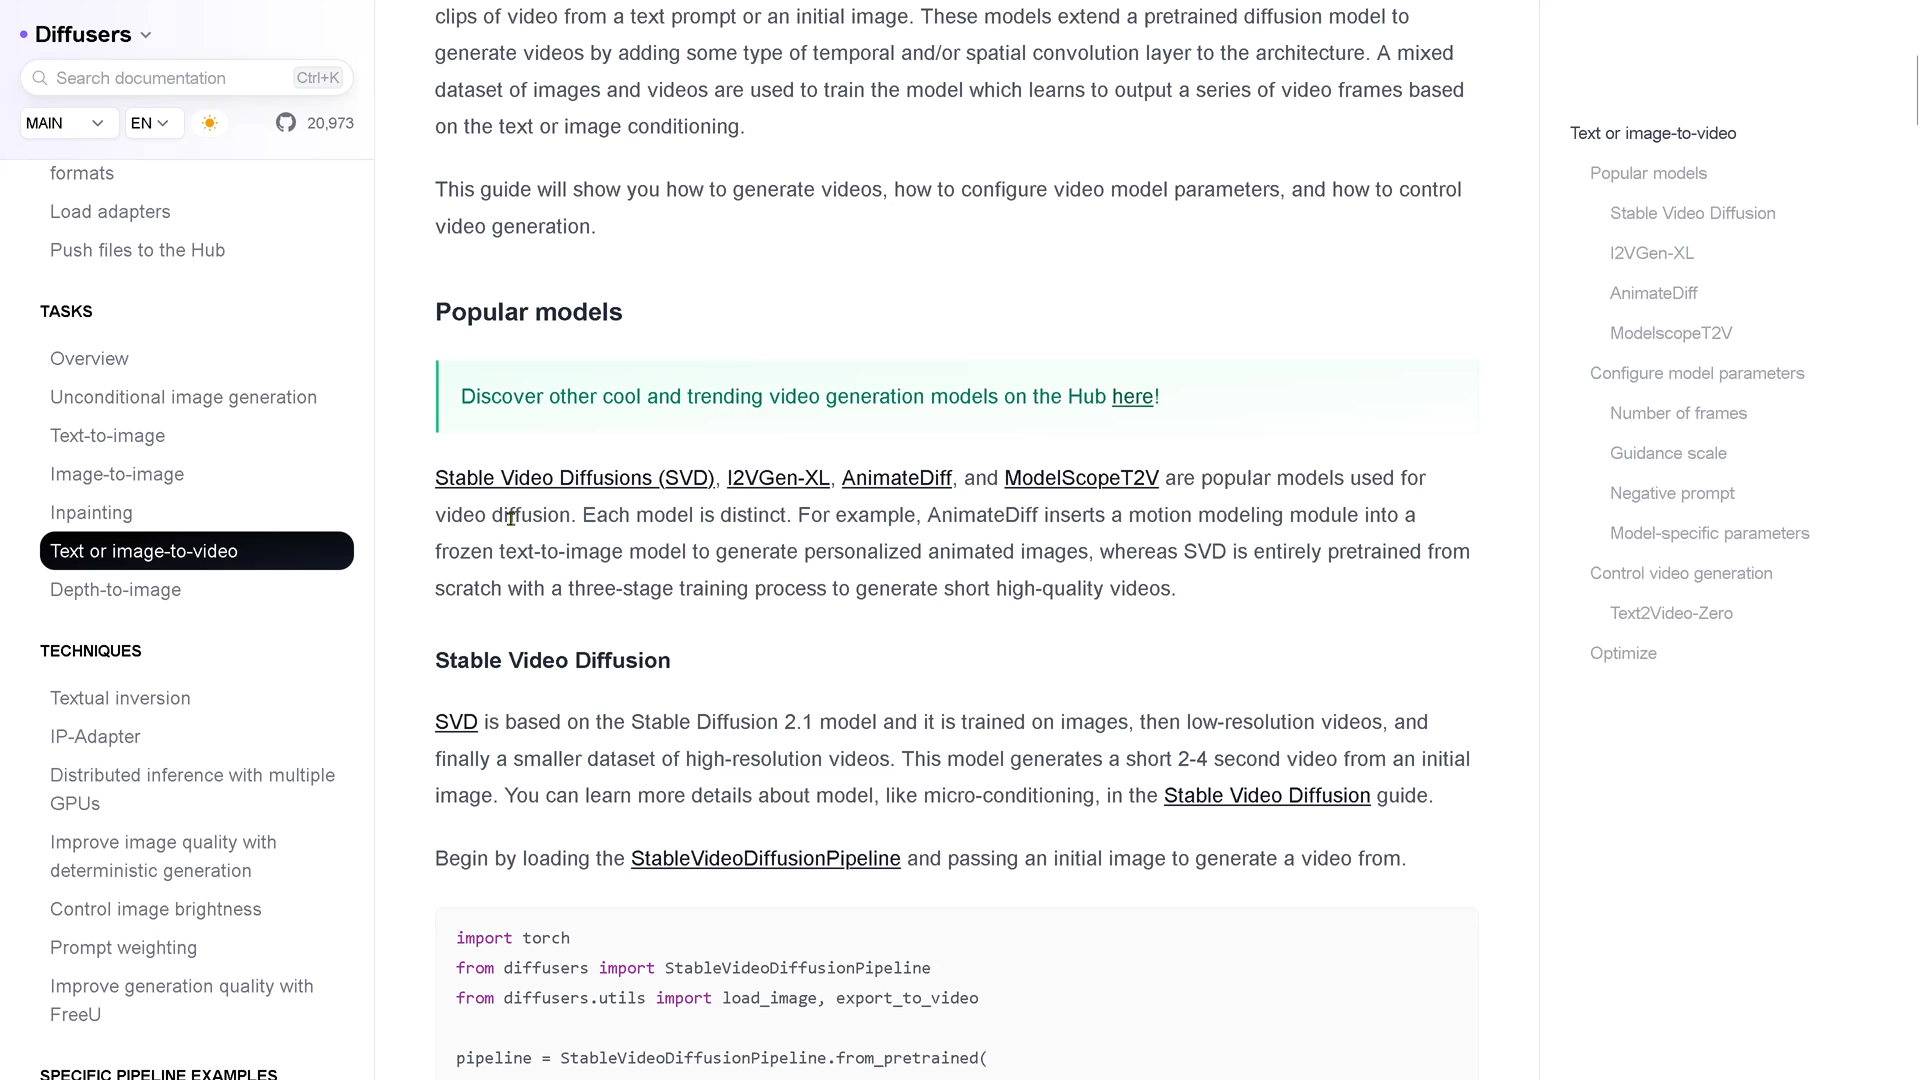 Diffusers
Search documentation
Ctrl+K
MAIN
EN
20,973
formats
Load adapters
Push files to the Hub
TASKS
Overview
Unconditional image generation
Text-to-image
Image-to-image
Inpainting
Text or image-to-video
Depth-to-image
TECHNIQUES
Textual inversion
IP-Adapter
Distributed inference with multiple
GPUs
Improve image quality with
deterministic generation
Control image brightness
Prompt weighting
Improve generation quality with
FreeU
SPECIFIC PIPELINE EXAMPLES
clips of video from a text prompt or an initial image. These models extend a pretrained diffusion model to
generate videos by adding some type of temporal and/or spatial convolution layer to the architecture. A mixed
dataset of images and videos are used to train the model which learns to output a series of video frames based
on the text or image conditioning.
This guide will show you how to generate videos, how to configure video model parameters, and how to control
video generation.
Popular models
Discover other cool and trending video generation models on the Hub here!
Stable Video Diffusions (SVD), I2VGen-XL, AnimateDiff, and ModelScopeT2V are popular models used for
video diffusion. Each model is distinct. For example, AnimateDiff inserts a motion modeling module into a
frozen text-to-image model to generate personalized animated images, whereas SVD is entirely pretrained from
scratch with a three-stage training process to generate short high-quality videos.
Stable Video Diffusion
SVD is based on the Stable Diffusion 2.1 model and it is trained on images, then low-resolution videos, and
finally a smaller dataset of high-resolution videos. This model generates a short 2-4 second video from an initial
image. You can learn more details about model, like micro-conditioning, in the Stable Video Diffusion guide.
Begin by loading the StableVideoDiffusionPipeline and passing an initial image to generate a video from.
import torch
from diffusers import StableVideoDiffusionPipeline
from diffusers.utils import load_image, export_to_video
pipeline = StableVideoDiffusionPipeline.from_pretrained(
Text or image-to-video
Popular models
Stable Video Diffusion
I2VGen-XL
AnimateDiff
ModelscopeT2V
Configure model parameters
Number of frames
Guidance scale
Negative prompt
Model-specific parameters
Control video generation
Text2Video-Zero
Optimize